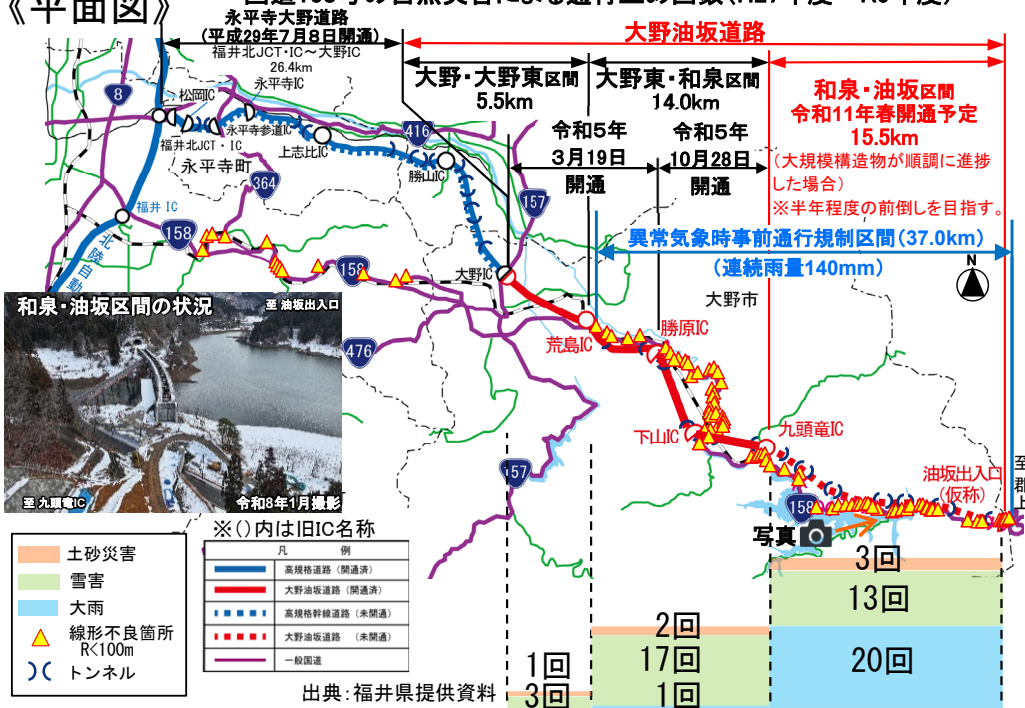 《平面図》
永平寺大野道路
(平成29年7月8日開通)
福井北JCT・IC～大野IC
26.4km
大野油坂道路
大野・大野東区間
5.5km
大野東・和泉区間
14.0km
和泉・油坂区間
令和11年春開通予定
15.5km
(大規模構造物が順調に進捗
した場合)
※半年程度の前倒しを目指す。
令和5年
3月19日
開通
令和5年
10月28日
開通
異常気象時事前通行規制区間(37.0km)
(連続雨量140mm)
8
松岡IC
永平寺IC
永平寺参道IC
福井北JCT・IC
永平寺町
上志比IC
416
勝山IC
364
157
福井IC
158
北陸自動
158
大野IC
大野市
N
476
荒島IC
勝原IC
下山IC
九頭竜IC
157
158
油坂出入口
(仮称)
至
郡
上
写真
和泉・油坂区間の状況
至 油坂出入口
至 九頭竜IC
令和8年1月撮影
※()内は旧IC名称
凡 例
高規格道路(開通済)
大野油坂道路(開通済)
高規格幹線道路(未開通)
大野油坂道路(未開通)
一般国道
土砂災害
雪害
大雨
線形不良箇所
R<100m
トンネル
出典:福井県提供資料
1回
3回
2回
17回
1回
3回
13回
20回